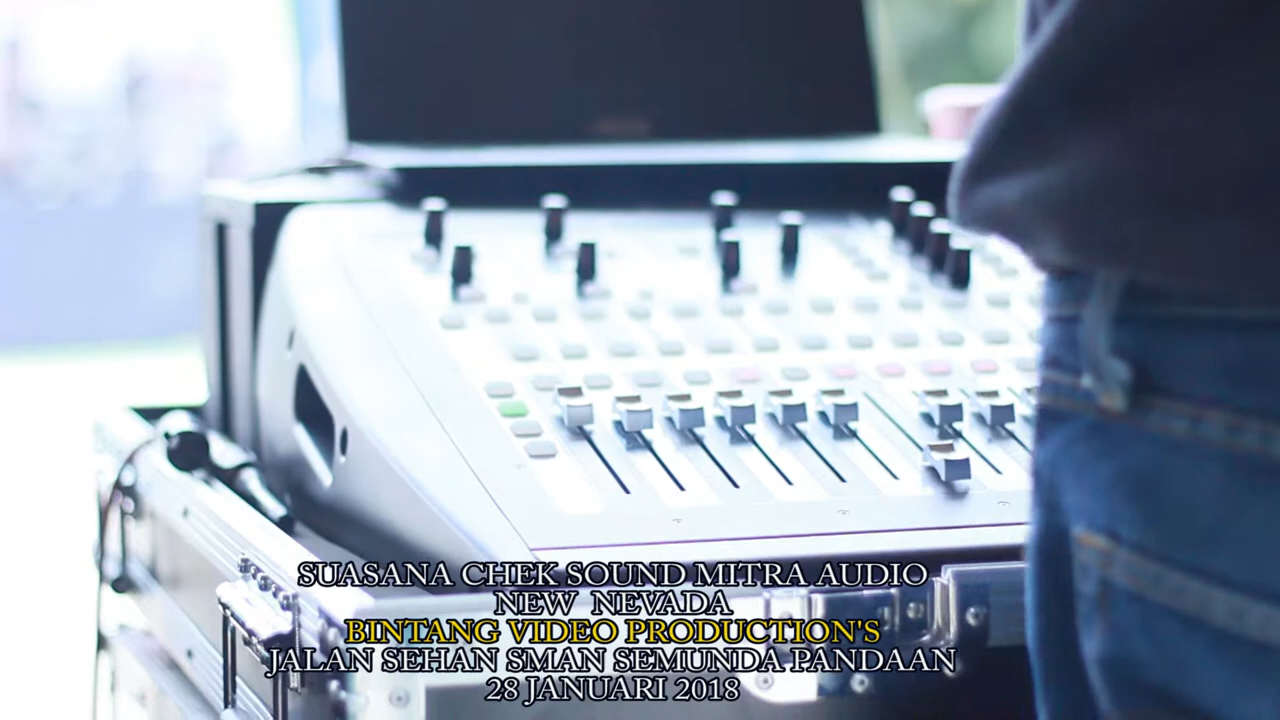 SUASANA CHEK SOUND MITRA AUDIO
NEW NEVADA
BINTANG VIDEO PRODUCTION'S
JALAN SEHAN SMAN SEMUNDA PANDAAN
28 JANUARI 2018